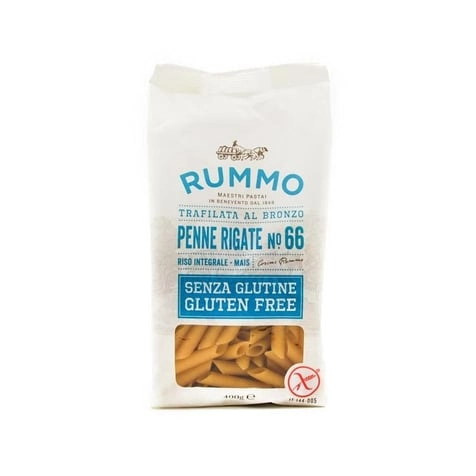 RUMMO
MAESTRI PASTAI
IN BENEVENTO DAL 1846
TRAFILATA AL BRONZO
PENNE RIGATE Nº 66
RISO INTEGRALE - MAIS
SENZA GLUTINE
GLUTEN FREE
400g e